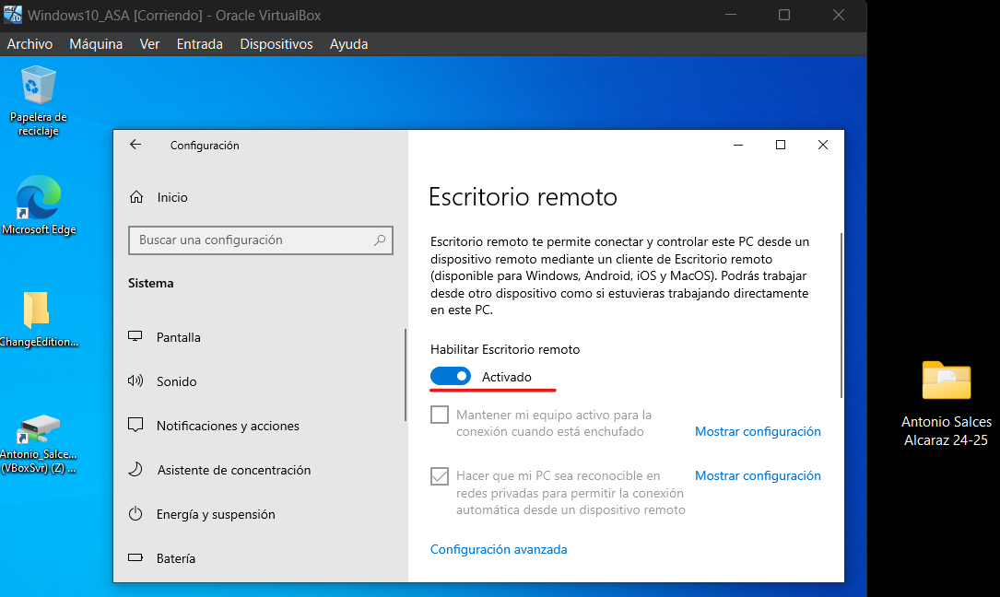 Windows10_ASA [Corriendo] - Oracle VirtualBox
Archivo Máquina Ver Entrada Dispositivos Ayuda
Papelera de
reciclaje
Microsoft Edge
ChangeEdition...
Antonio_Salce...
(VBoxSvr) (Z) ...
Configuración
Inicio
Buscar una configuración
Sistema
Pantalla
Sonido
Notificaciones y acciones
Asistente de concentración
Energía y suspensión
Batería
Escritorio remoto
Escritorio remoto te permite conectar y controlar este PC desde un
dispositivo remoto mediante un cliente de Escritorio remoto
(disponible para Windows, Android, iOS y MacOS). Podrás trabajar
desde otro dispositivo como si estuvieras trabajando directamente
en este PC.
Habilitar Escritorio remoto
Activado
Mantener mi equipo activo para la
conexión cuando está enchufado
Mostrar configuración
Hacer que mi PC sea reconocible en
redes privadas para permitir la conexión
automática desde un dispositivo remoto
Mostrar configuración
Configuración avanzada
Antonio Salces
Alcaraz 24-25